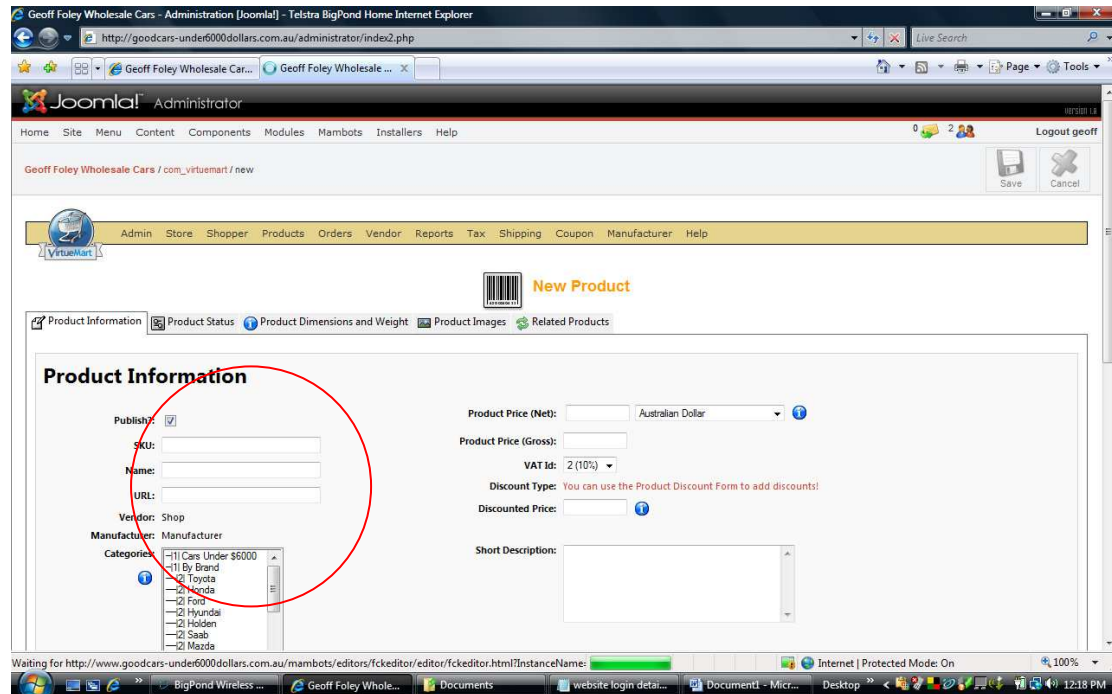 Geoff Foley Wholesale Cars - Administration [Joomla!] - Telstra BigPond Home Internet Explorer
http://goodcars-under6000dollars.com.au/administrator/index2.php
Live Search
Geoff Foley Wholesale Car...
Geoff Foley Wholesale ...
Page
Tools
Joomla! Administrator
version 1.0
Home Site Menu Content Components Modules Mambots Installers Help
0 2 Logout geoff
Geoff Foley Wholesale Cars / com_virtuemart / new
Save Cancel
VirtueMart
Admin Store Shopper Products Orders Vendor Reports Tax Shipping Coupon Manufacturer Help
New Product
Product Information Product Status Product Dimensions and Weight Product Images Related Products
Product Information
Publish?:
SKU:
Name:
URL:
Vendor: Shop
Manufacturer: Manufacturer
Categories:
—|1| Cars Under $6000
—|1| By Brand
—|2| Toyota
—|2| Honda
—|2| Ford
—|2| Hyundai
—|2| Holden
—|2| Saab
—|2| Mazda
Product Price (Net): Australian Dollar
Product Price (Gross):
VAT Id: 2 (10%)
Discount Type: You can use the Product Discount Form to add discounts!
Discounted Price:
Short Description:
Waiting for http://www.goodcars-under6000dollars.com.au/mambots/editors/fckeditor/editor/fckeditor.html?InstanceName:
Internet | Protected Mode: On
100%
BigPond Wireless ...
Geoff Foley Whole...
Documents
website login detai...
Document1 - Micr...
Desktop
12:18 PM